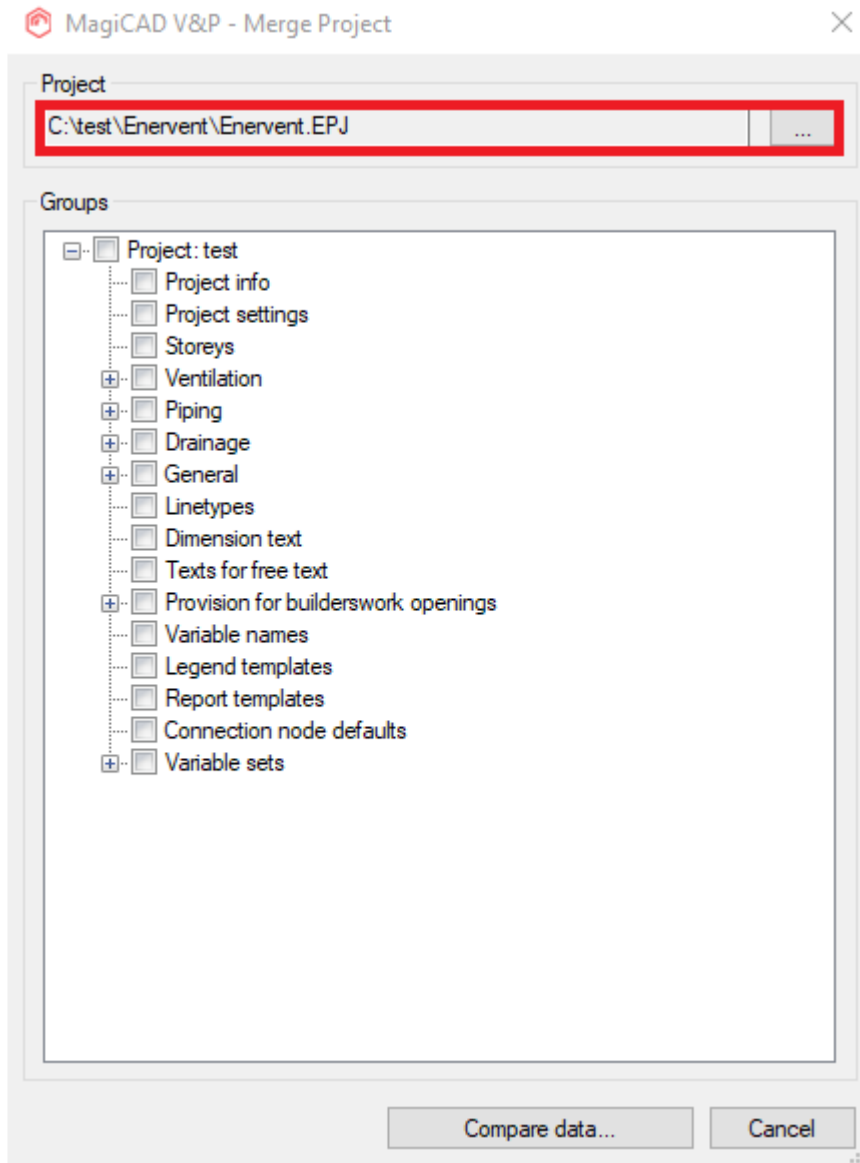 MagiCAD V&P - Merge Project
Project
C:\test\Enervent\Enervent.EPJ
...
Groups
Project: test
Project info
Project settings
Storeys
Ventilation
Piping
Drainage
General
Linetypes
Dimension text
Texts for free text
Provision for builderswork openings
Variable names
Legend templates
Report templates
Connection node defaults
Variable sets
Compare data...
Cancel